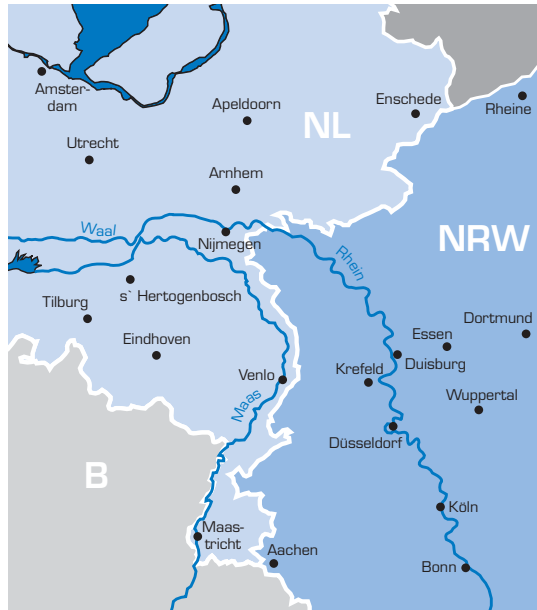 Amster-
dam
Apeldoorn
Enschede
Rheine
NL
Utrecht
Arnhem
Waal
Nijmegen
NRW
Rhein
s` Hertogenbosch
Tilburg
Dortmund
Essen
Eindhoven
Duisburg
Venlo
Krefeld
Maas
Wuppertal
Düsseldorf
B
Köln
Maas-
tricht
Aachen
Bonn